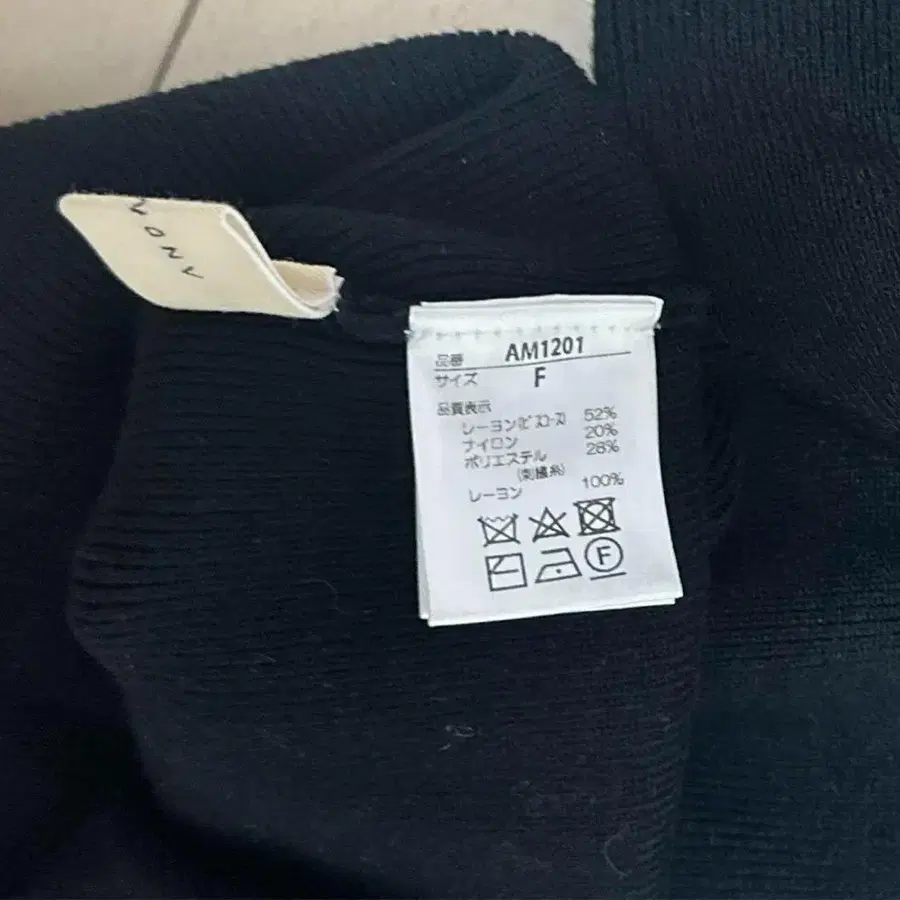 品番 AM1201
サイズ F
品質表示
レーヨン(ビスコース) 52%
ナイロン 20%
ポリエステル 28%
(刺繍糸)
レーヨン 100%
F